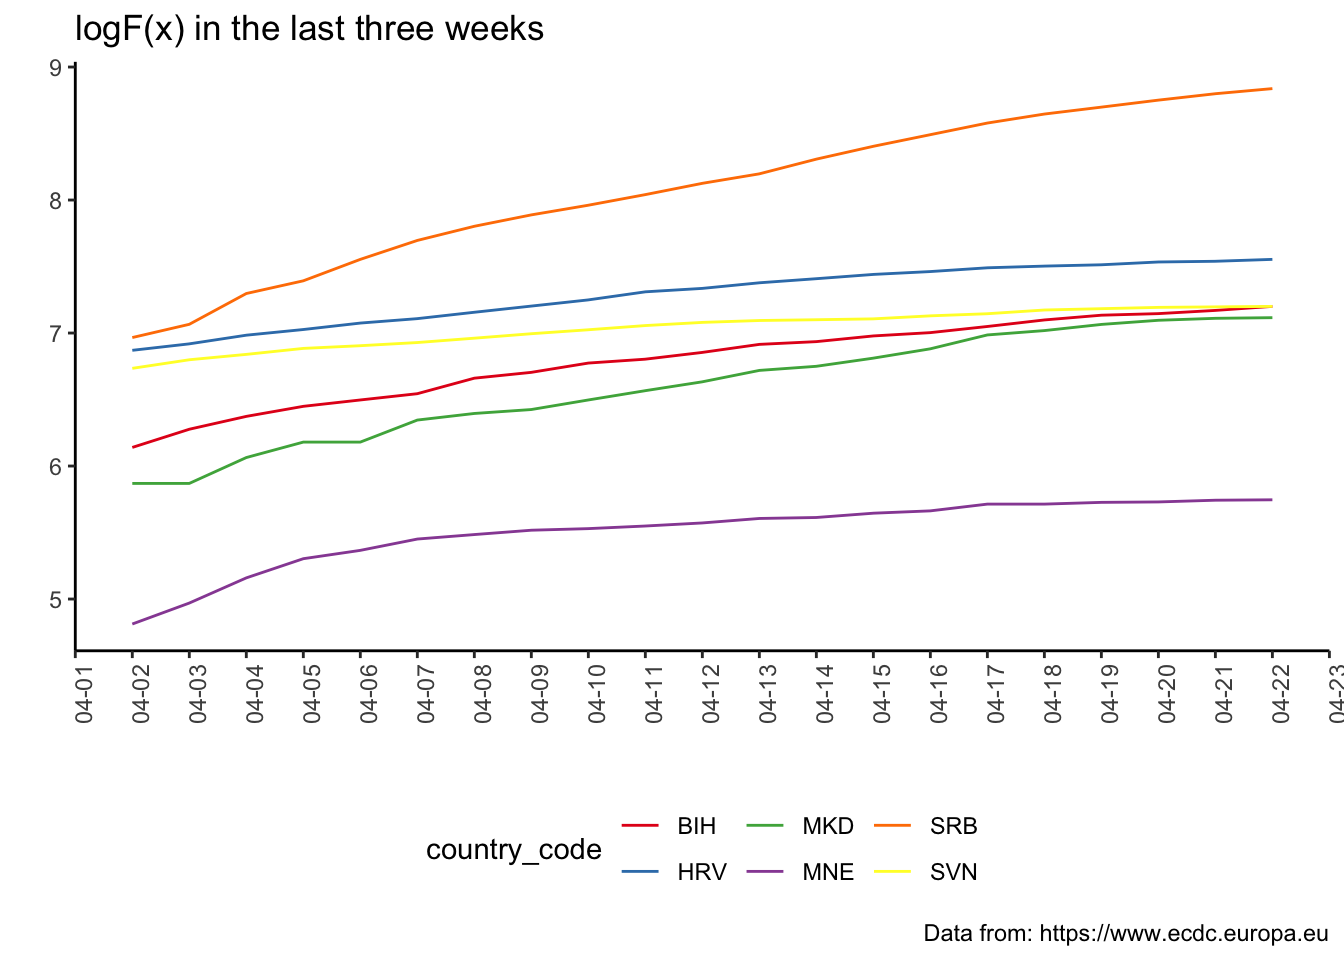 logF(x) in the last three weeks
9
8
7
6
5
04-01 04-02 04-03 04-04 04-05 04-06 04-07 04-08 04-09 04-10 04-11 04-12 04-13 04-14 04-15 04-16 04-17 04-18 04-19 04-20 04-21 04-22 04-23
country_code
BIH MKD SRB
HRV MNE SVN
Data from: https://www.ecdc.europa.eu